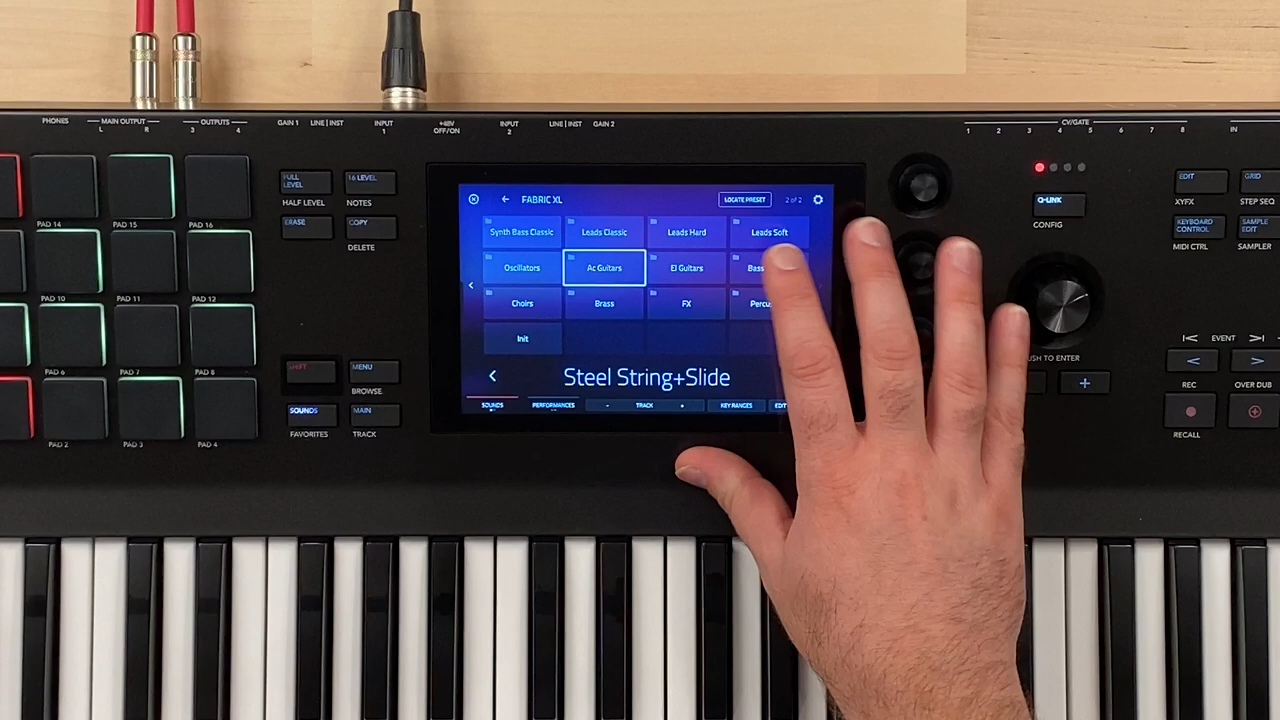 PHONES
MAIN OUTPUT
L R
OUTPUTS
3 4
GAIN 1
LINE | INST
INPUT
1
+48V
OFF/ON
INPUT
2
LINE | INST
GAIN 2
CV/GATE
1 2 3 4 5 6 7 8
IN
PAD 14
PAD 15
PAD 16
PAD 10
PAD 11
PAD 12
PAD 6
PAD 7
PAD 8
PAD 2
PAD 3
PAD 4
FULL
LEVEL
HALF LEVEL
16 LEVEL
NOTES
ERASE
COPY
DELETE
SHIFT
MENU
BROWSE
SOUNDS
FAVORITES
MAIN
TRACK
FABRIC XL
LOCATE PRESET
2 of 2
Synth Bass Classic
Leads Classic
Leads Hard
Leads Soft
Oscillators
Ac Guitars
El Guitars
Choirs
Brass
FX
Init
Steel String+Slide
SOUNDS
PERFORMANCES
- TRACK +
KEY RANGES
Q-LINK
CONFIG
TO ENTER
+
EDIT
XYFX
GRID
STEP SEQ
KEYBOARD
CONTROL
MIDI CTRL
SAMPLE
EDIT
SAMPLER
EVENT
<
>
REC
OVER DUB
RECALL